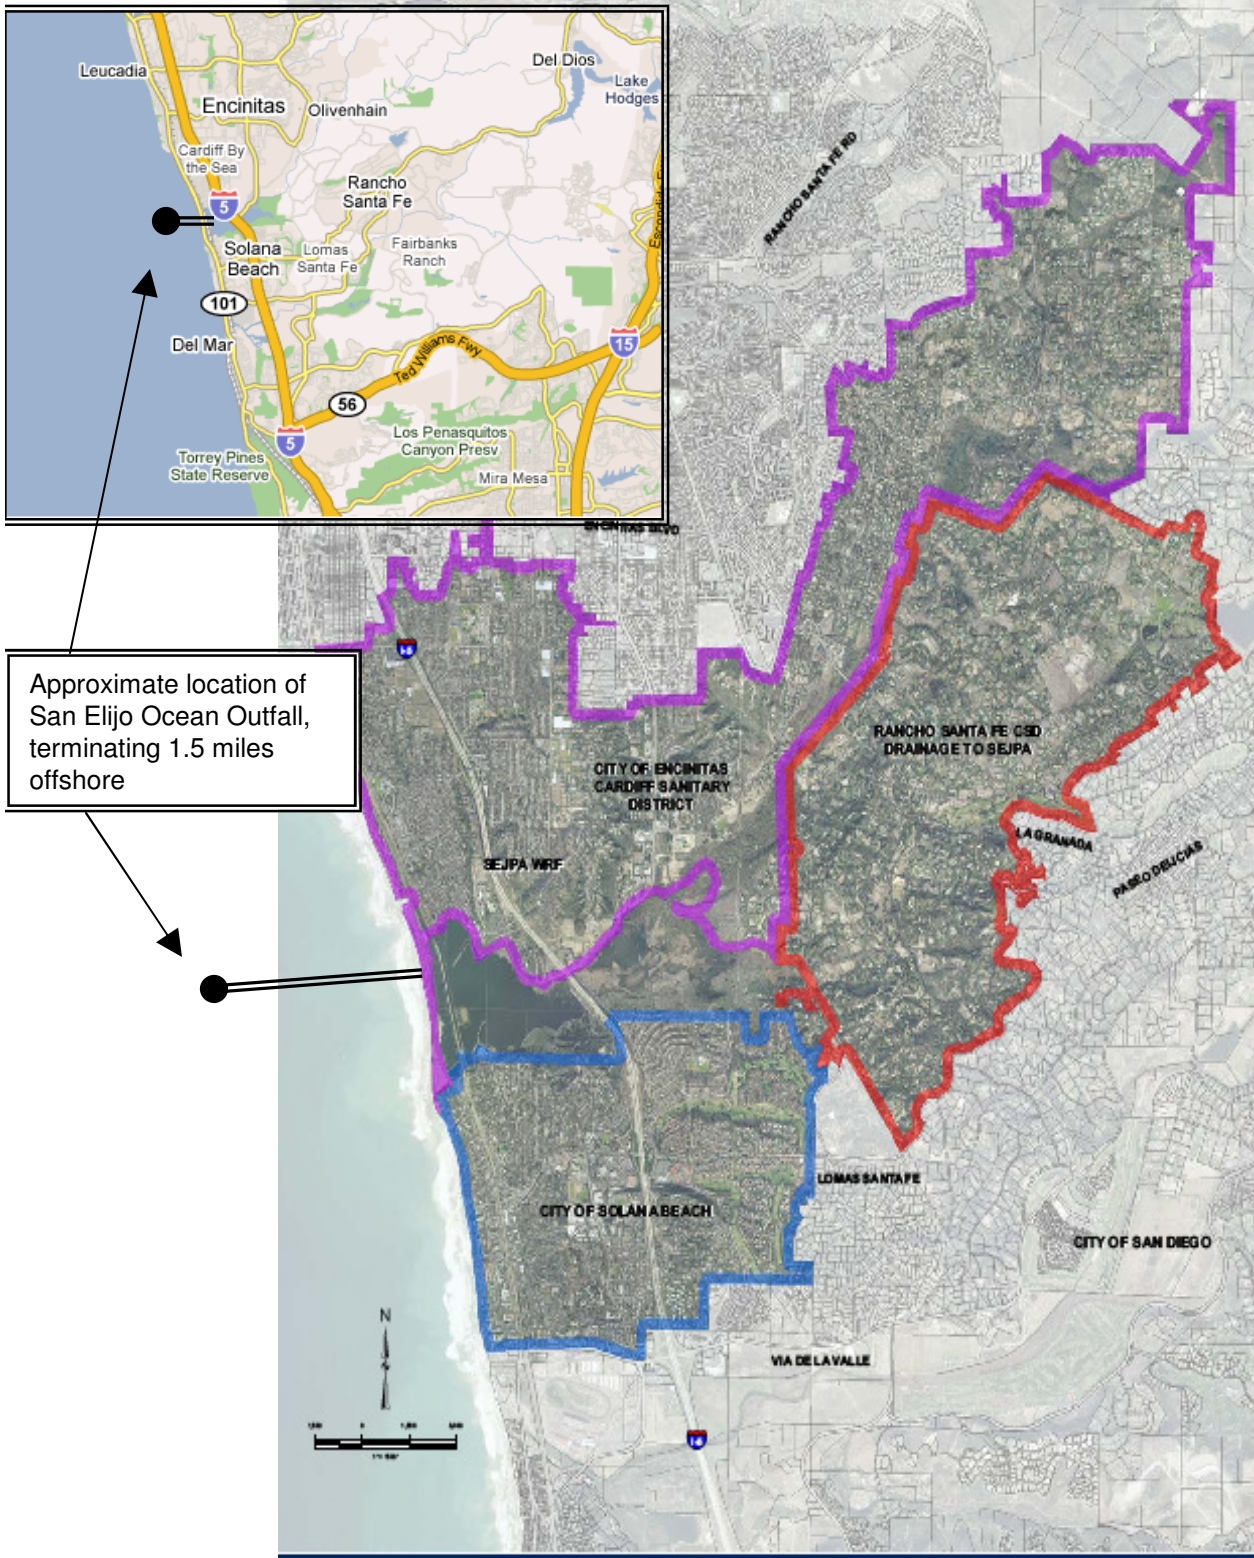 Leucadia
Encinitas
Olivenhain
Del Dios
Lake
Hodges
Cardiff By
the Sea
Rancho
Santa Fe
5
Solana
Beach
Lomas
Santa Fe
Fairbanks
Ranch
101
Del Mar
15
Ted Williams Fwy
56
5
Los Penasquitos
Canyon Presv
Torrey Pines
State Reserve
Mira Mesa
RANCHO SANTA FE RD
ENCINITAS BLVD
I-5
Approximate location of
San Elijo Ocean Outfall,
terminating 1.5 miles
offshore
RANCHO SANTA FE CSD
DRAINAGE TO SEJPA
CITY OF ENCINITAS
CARDIFF SANITARY
DISTRICT
SEJPA WRF
LA GRANADA
PASEO DELICIAS
LOMAS SANTA FE
CITY OF SOLANA BEACH
CITY OF SAN DIEGO
N
VIA DE LA VALLE
I-5